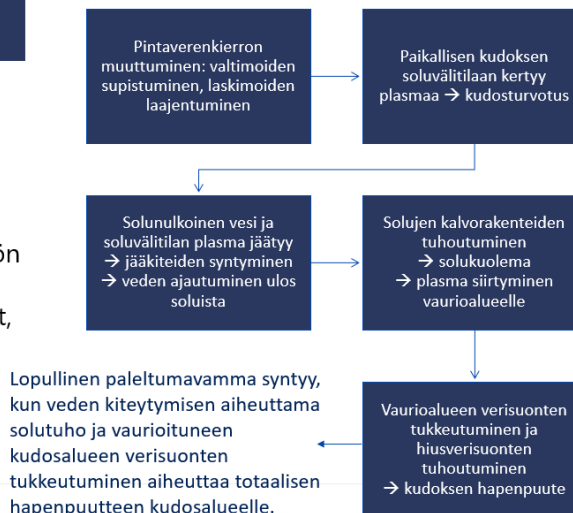 Pintaverenkierron
muuttuminen: valtimoiden
supistuminen, laskimoiden
laajentuminen
Paikallisen kudoksen
soluvälitilaan kertyy
plasmaa → kudosturvotus
Solunulkoinen vesi ja
soluvälitilan plasma jäätyy
→ jääkiteiden syntyminen
→ veden ajautuminen ulos
soluista
Solujen kalvorakenteiden
tuhoutuminen
→ solukuolema
→ plasma siirtyminen
vaurioalueelle
ön
t,
Vaurioalueen verisuonten
tukkeutuminen ja
hiusverisuonten
tuhoutuminen
→ kudoksen hapenpuute
Lopullinen paleltumavamma syntyy,
kun veden kiteytymisen aiheuttama
solutuho ja vaurioituneen
kudosalueen verisuonten
tukkeutuminen aiheuttaa totaalisen
hapenpuutteen kudosalueelle.